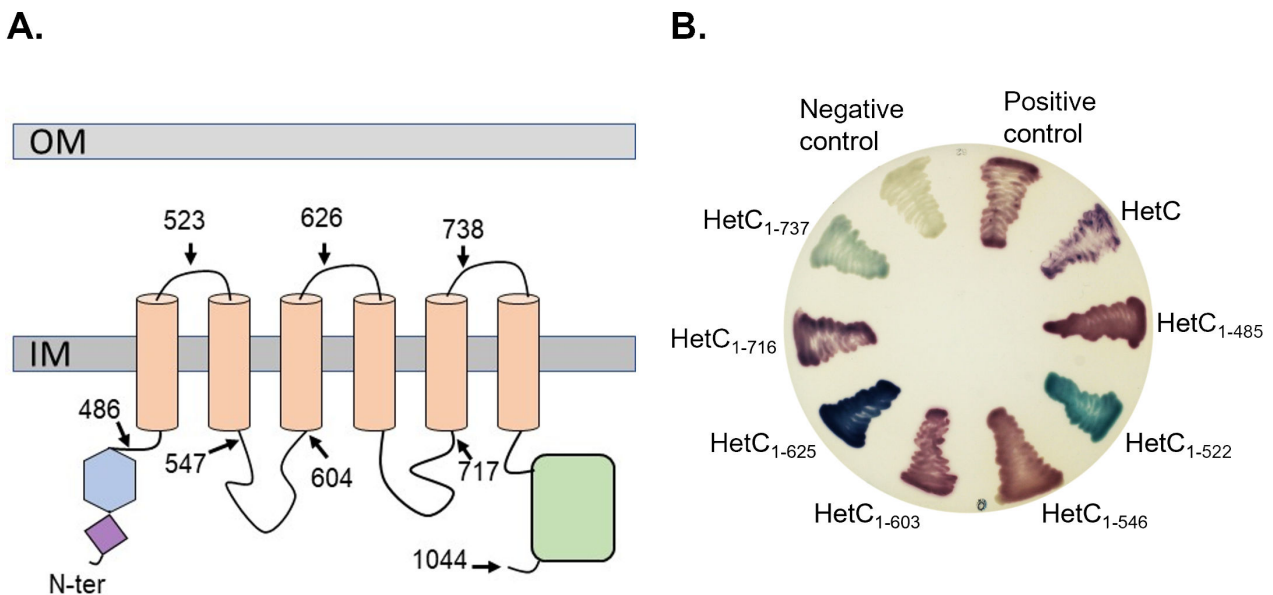 A.
OM
523
626
738
IM
486
547
604
717
1044
N-ter
B.
Negative
control
Positive
control
HetC1-737
HetC
HetC1-716
HetC1-485
HetC1-625
HetC1-522
HetC1-603
HetC1-546